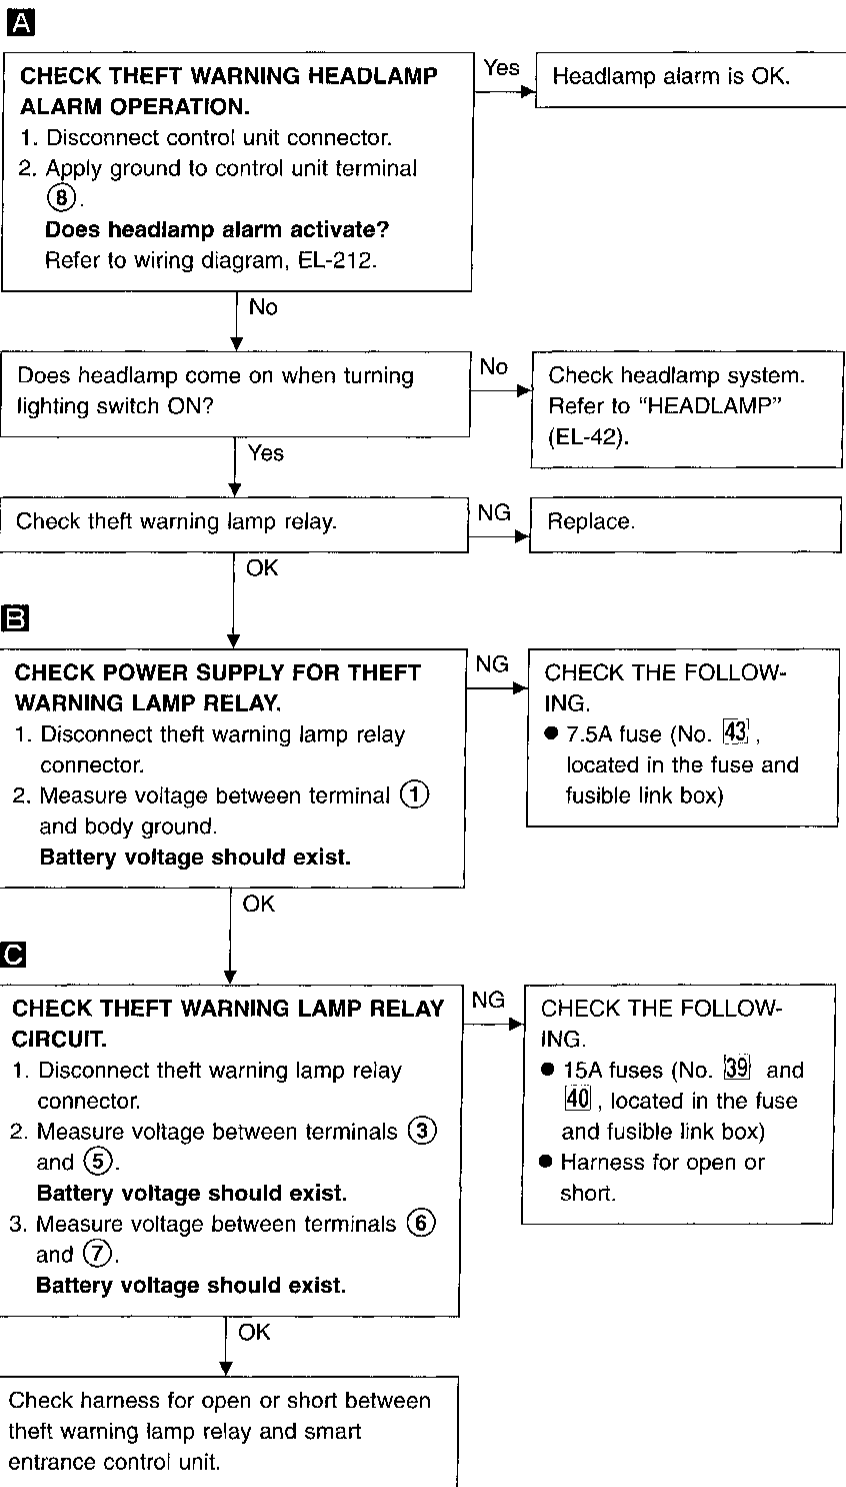 A
CHECK THEFT WARNING HEADLAMP
ALARM OPERATION.
1. Disconnect control unit connector.
2. Apply ground to control unit terminal
⑧.
Does headlamp alarm activate?
Refer to wiring diagram, EL-212.
Yes
Headlamp alarm is OK.
No
Does headlamp come on when turning
lighting switch ON?
No
Check headlamp system.
Refer to “HEADLAMP”
(EL-42).
Yes
Check theft warning lamp relay.
NG
Replace.
OK
B
CHECK POWER SUPPLY FOR THEFT
WARNING LAMP RELAY.
1. Disconnect theft warning lamp relay
connector.
2. Measure voltage between terminal ①
and body ground.
Battery voltage should exist.
NG
CHECK THE FOLLOW-
ING.
● 7.5A fuse (No. 43 ,
located in the fuse and
fusible link box)
OK
C
CHECK THEFT WARNING LAMP RELAY
CIRCUIT.
1. Disconnect theft warning lamp relay
connector.
2. Measure voltage between terminals ③
and ⑤.
Battery voltage should exist.
3. Measure voltage between terminals ⑥
and ⑦.
Battery voltage should exist.
NG
CHECK THE FOLLOW-
ING.
● 15A fuses (No. 39 and
40 , located in the fuse
and fusible link box)
● Harness for open or
short.
OK
Check harness for open or short between
theft warning lamp relay and smart
entrance control unit.